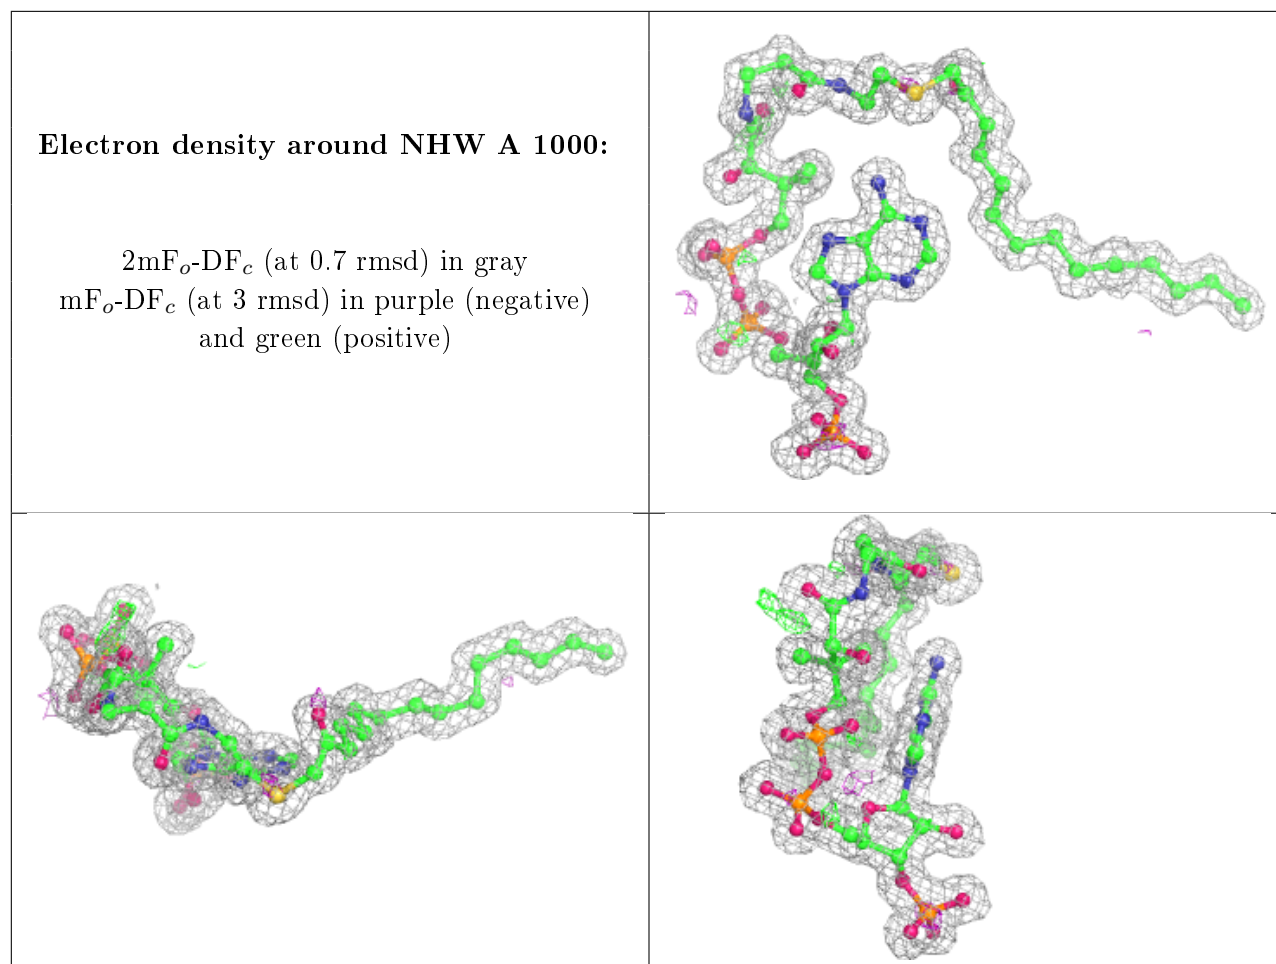 Electron density around NHW A 1000:
2mFo-DFc (at 0.7 rmsd) in gray
mFo-DFc (at 3 rmsd) in purple (negative)
and green (positive)